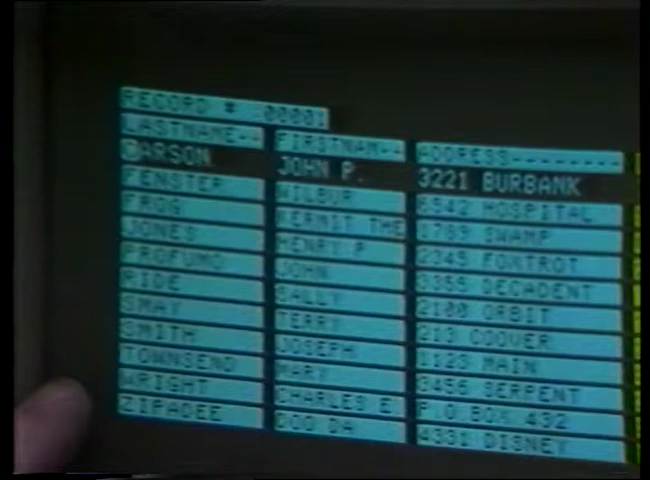 RECORD # 00001
LASTNAME-- FIRSTNAM-- ADDRESS---------
CARSON JOHN P. 3221 BURBANK
FENSTER WILBUR 6542 HOSPITAL
FROG KERMIT THE 1789 SWAMP
JONES HENRY P 2345 FOXTROT
PROFUMO JOHN 3355 DECADENT
RIDE SALLY 2100 ORBIT
SMAY TERRY 213 COOVER
SMITH JOSEPH 1123 MAIN
TOWNSEND MARY 3456 SERPENT
WRIGHT CHARLES E. P.O.BOX 432
ZIPADEE DOO DA 4331 DISNEY